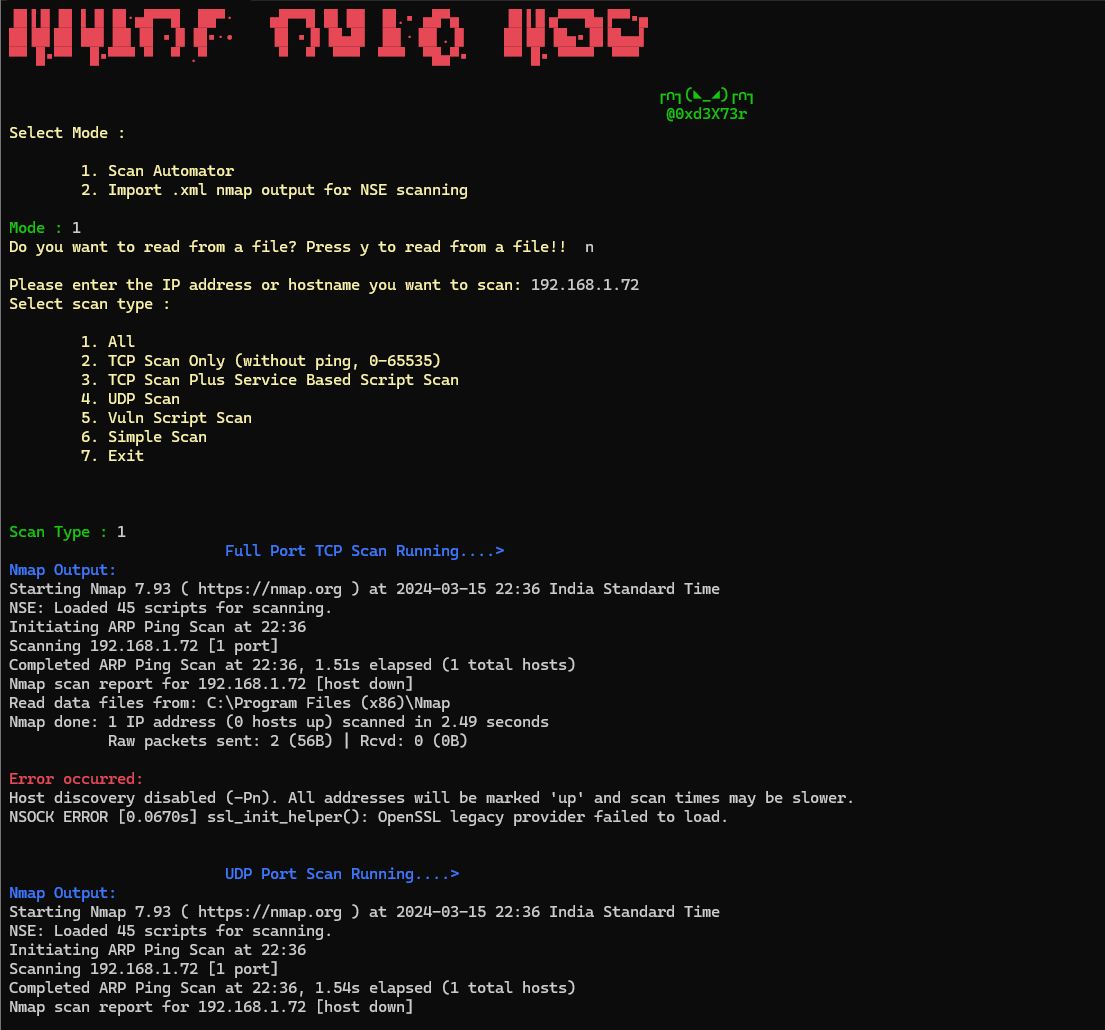 ┌∩┐(◣_◢)┌∩┐
@0xd3X73r
Select Mode :
1. Scan Automator
2. Import .xml nmap output for NSE scanning
Mode : 1
Do you want to read from a file? Press y to read from a file!!  n
Please enter the IP address or hostname you want to scan: 192.168.1.72
Select scan type :
1. All
2. TCP Scan Only (without ping, 0-65535)
3. TCP Scan Plus Service Based Script Scan
4. UDP Scan
5. Vuln Script Scan
6. Simple Scan
7. Exit
Scan Type : 1
Full Port TCP Scan Running....>
Nmap Output:
Starting Nmap 7.93 ( https://nmap.org ) at 2024-03-15 22:36 India Standard Time
NSE: Loaded 45 scripts for scanning.
Initiating ARP Ping Scan at 22:36
Scanning 192.168.1.72 [1 port]
Completed ARP Ping Scan at 22:36, 1.51s elapsed (1 total hosts)
Nmap scan report for 192.168.1.72 [host down]
Read data files from: C:\Program Files (x86)\Nmap
Nmap done: 1 IP address (0 hosts up) scanned in 2.49 seconds
Raw packets sent: 2 (56B) | Rcvd: 0 (0B)
Error occurred:
Host discovery disabled (-Pn). All addresses will be marked 'up' and scan times may be slower.
NSOCK ERROR [0.0670s] ssl_init_helper(): OpenSSL legacy provider failed to load.
UDP Port Scan Running....>
Nmap Output:
Starting Nmap 7.93 ( https://nmap.org ) at 2024-03-15 22:36 India Standard Time
NSE: Loaded 45 scripts for scanning.
Initiating ARP Ping Scan at 22:36
Scanning 192.168.1.72 [1 port]
Completed ARP Ping Scan at 22:36, 1.54s elapsed (1 total hosts)
Nmap scan report for 192.168.1.72 [host down]